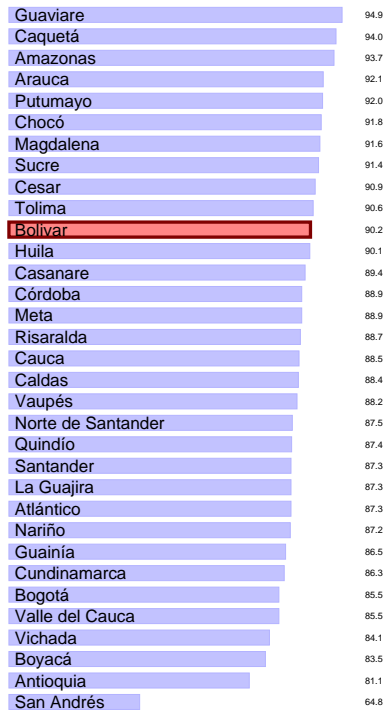 Guaviare 94.9
Caquetá 94.0
Amazonas 93.7
Arauca 92.1
Putumayo 92.0
Chocó 91.8
Magdalena 91.6
Sucre 91.4
Cesar 90.9
Tolima 90.6
Bolivar 90.2
Huila 90.1
Casanare 89.4
Córdoba 88.9
Meta 88.9
Risaralda 88.7
Cauca 88.5
Caldas 88.4
Vaupés 88.2
Norte de Santander 87.5
Quindío 87.4
Santander 87.3
La Guajira 87.3
Atlántico 87.3
Nariño 87.2
Guainía 86.5
Cundinamarca 86.3
Bogotá 85.5
Valle del Cauca 85.5
Vichada 84.1
Boyacá 83.5
Antioquia 81.1
San Andrés 64.8